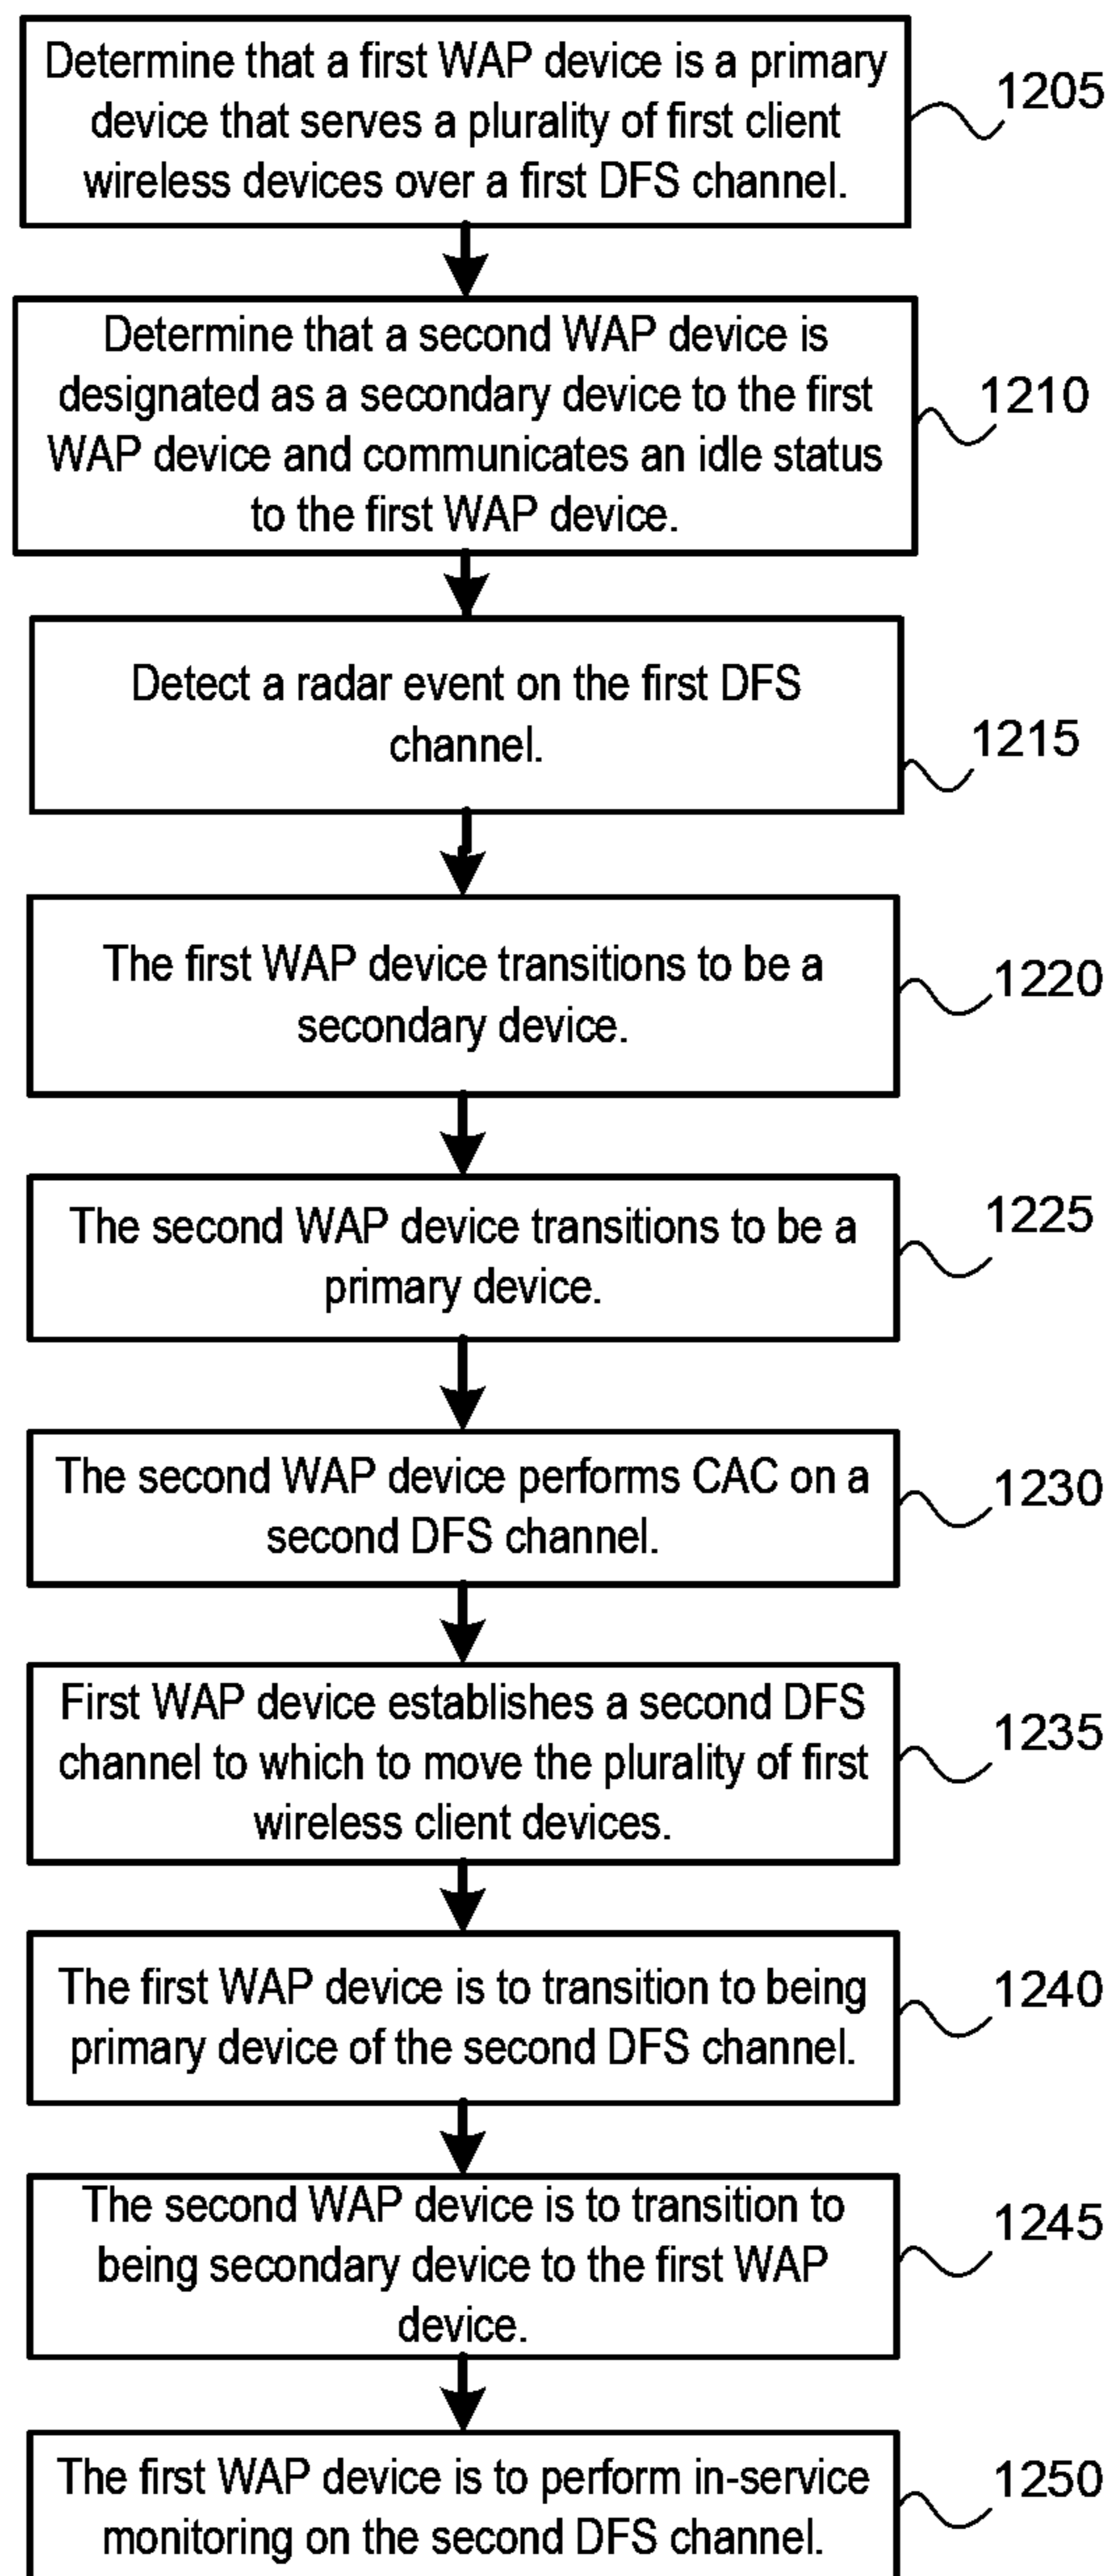 Determine that a first WAP device is a primary
device that serves a plurality of first client
wireless devices over a first DFS channel.
1205
Determine that a second WAP device is
designated as a secondary device to the first
WAP device and communicates an idle status
to the first WAP device.
1210
Detect a radar event on the first DFS
channel.
1215
The first WAP device transitions to be a
secondary device.
1220
The second WAP device transitions to be a
primary device.
1225
The second WAP device performs CAC on a
second DFS channel.
1230
First WAP device establishes a second DFS
channel to which to move the plurality of first
wireless client devices.
1235
The first WAP device is to transition to being
primary device of the second DFS channel.
1240
The second WAP device is to transition to
being secondary device to the first WAP
device.
1245
The first WAP device is to perform in-service
monitoring on the second DFS channel.
1250